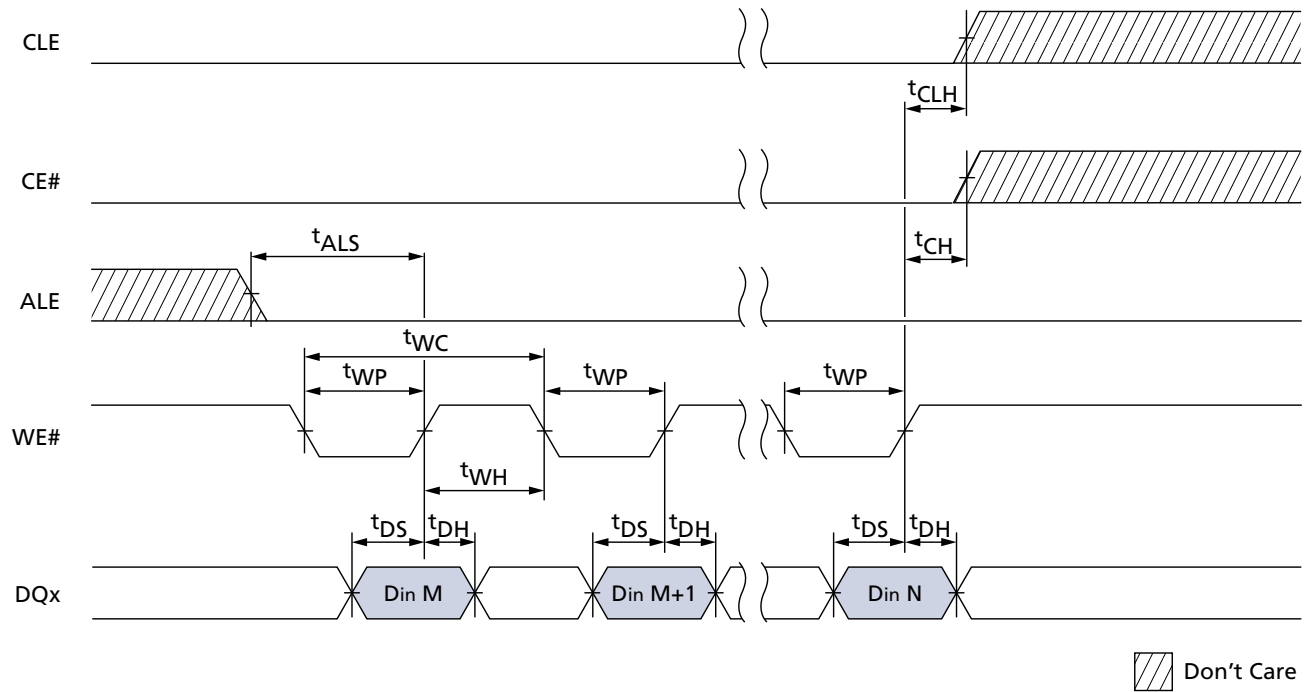 CLE
tCLH
CE#
tCH
tALS
ALE
tWC
tWP
tWP
tWP
WE#
tWH
tDS
tDH
tDS
tDH
tDS
tDH
DQx
Din M
Din M+1
Din N
Don't Care